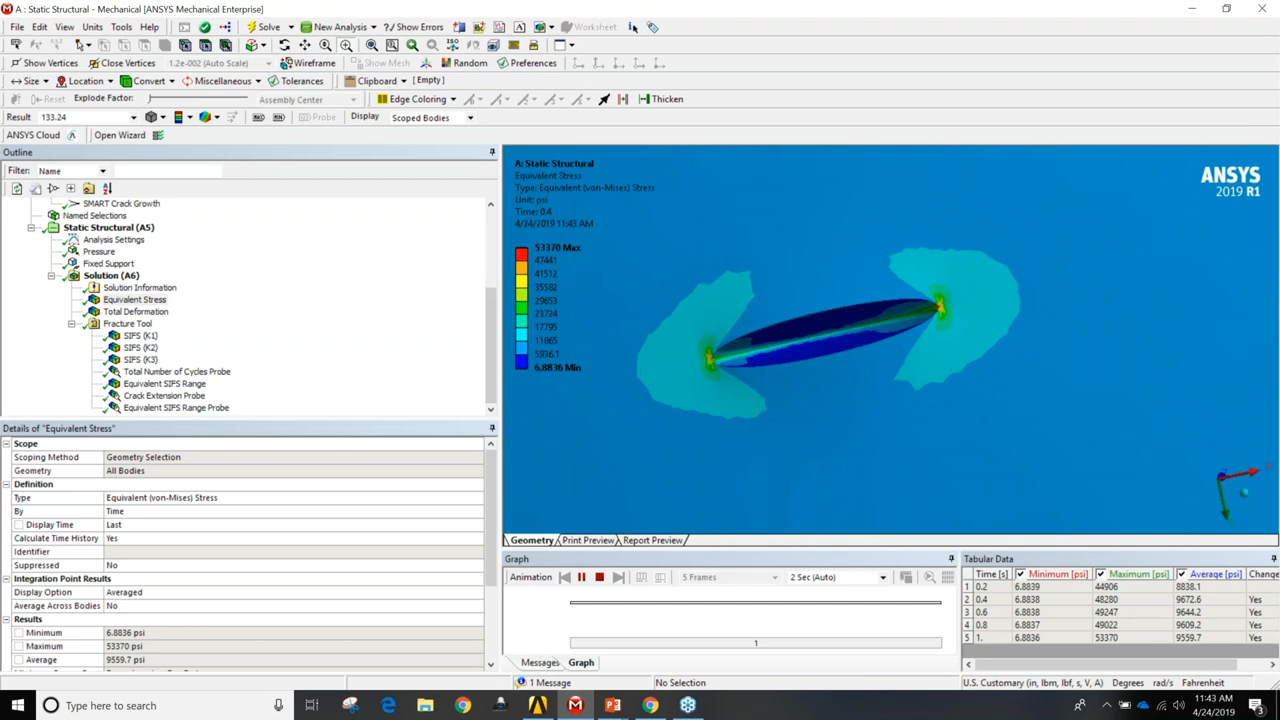 A : Static Structural - Mechanical [ANSYS Mechanical Enterprise]
File Edit View Units Tools Help Solve New Analysis Show Errors Worksheet
Show Vertices Close Vertices 1.2e-002 (Auto Scale) Wireframe Show Mesh Random Preferences
Size Location Convert Miscellaneous Tolerances Clipboard [Empty]
Reset Explode Factor: Assembly Center Edge Coloring Thicken
Result 133.24 Probe Display Scoped Bodies
ANSYS Cloud Open Wizard
Outline
Filter: Name
SMART Crack Growth
Named Selections
Static Structural (A5)
Analysis Settings
Pressure
Fixed Support
Solution (A6)
Solution Information
Equivalent Stress
Total Deformation
Fracture Tool
SIFS (K1)
SIFS (K2)
SIFS (K3)
Total Number of Cycles Probe
Equivalent SIFS Range
Crack Extension Probe
Equivalent SIFS Range Probe
Details of "Equivalent Stress"
Scope
Scoping Method Geometry Selection
Geometry All Bodies
Definition
Type Equivalent (von-Mises) Stress
By Time
Display Time Last
Calculate Time History Yes
Identifier
Suppressed No
Integration Point Results
Display Option Averaged
Average Across Bodies No
Results
Minimum 6.8836 psi
Maximum 53370 psi
Average 9559.7 psi
A: Static Structural
Equivalent Stress
Type: Equivalent (von-Mises) Stress
Unit: psi
Time: 0.4
4/24/2019 11:43 AM
53370 Max
47441
41512
35582
29653
23724
17795
11865
5936.1
6.8836 Min
ANSYS
2019 R1
Geometry Print Preview Report Preview
Graph
Animation 5 Frames 2 Sec (Auto)
1
Messages Graph
Tabular Data
Time [s] Minimum [psi] Maximum [psi] Average [psi] Change
1 0.2 6.8839 44906 8838.1
2 0.4 6.8838 48280 9672.6 Yes
3 0.6 6.8838 49247 9644.2 Yes
4 0.8 6.8837 49022 9609.2 Yes
5 1. 6.8836 53370 9559.7 Yes
1 Message No Selection U.S. Customary (in, lbm, lbf, s, V, A) Degrees rad/s Fahrenheit
Type here to search
11:43 AM
4/24/2019
3